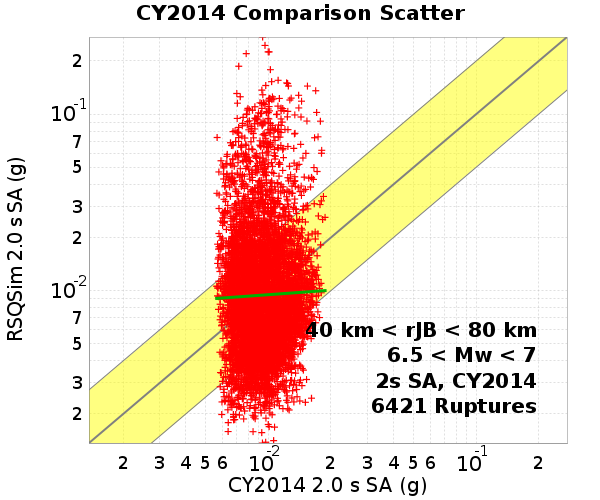 CY2014 Comparison Scatter
RSQSim 2.0 s SA (g)
2
10-1
7
5
3
2
10-2
7
5
3
2
40 km < rJB < 80 km
6.5 < Mw < 7
2s SA, CY2014
6421 Ruptures
2 3 4 5 6 10-2 2 3 4 5 6 10-1 2
CY2014 2.0 s SA (g)